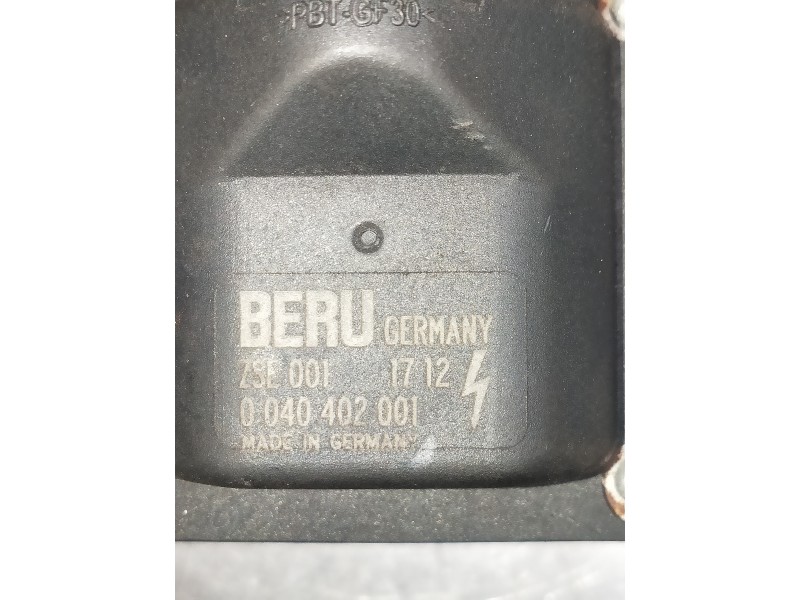 >PBT-GF30<
BERU GERMANY
ZSE 001 17 12
0 040 402 001
MADE IN GERMANY